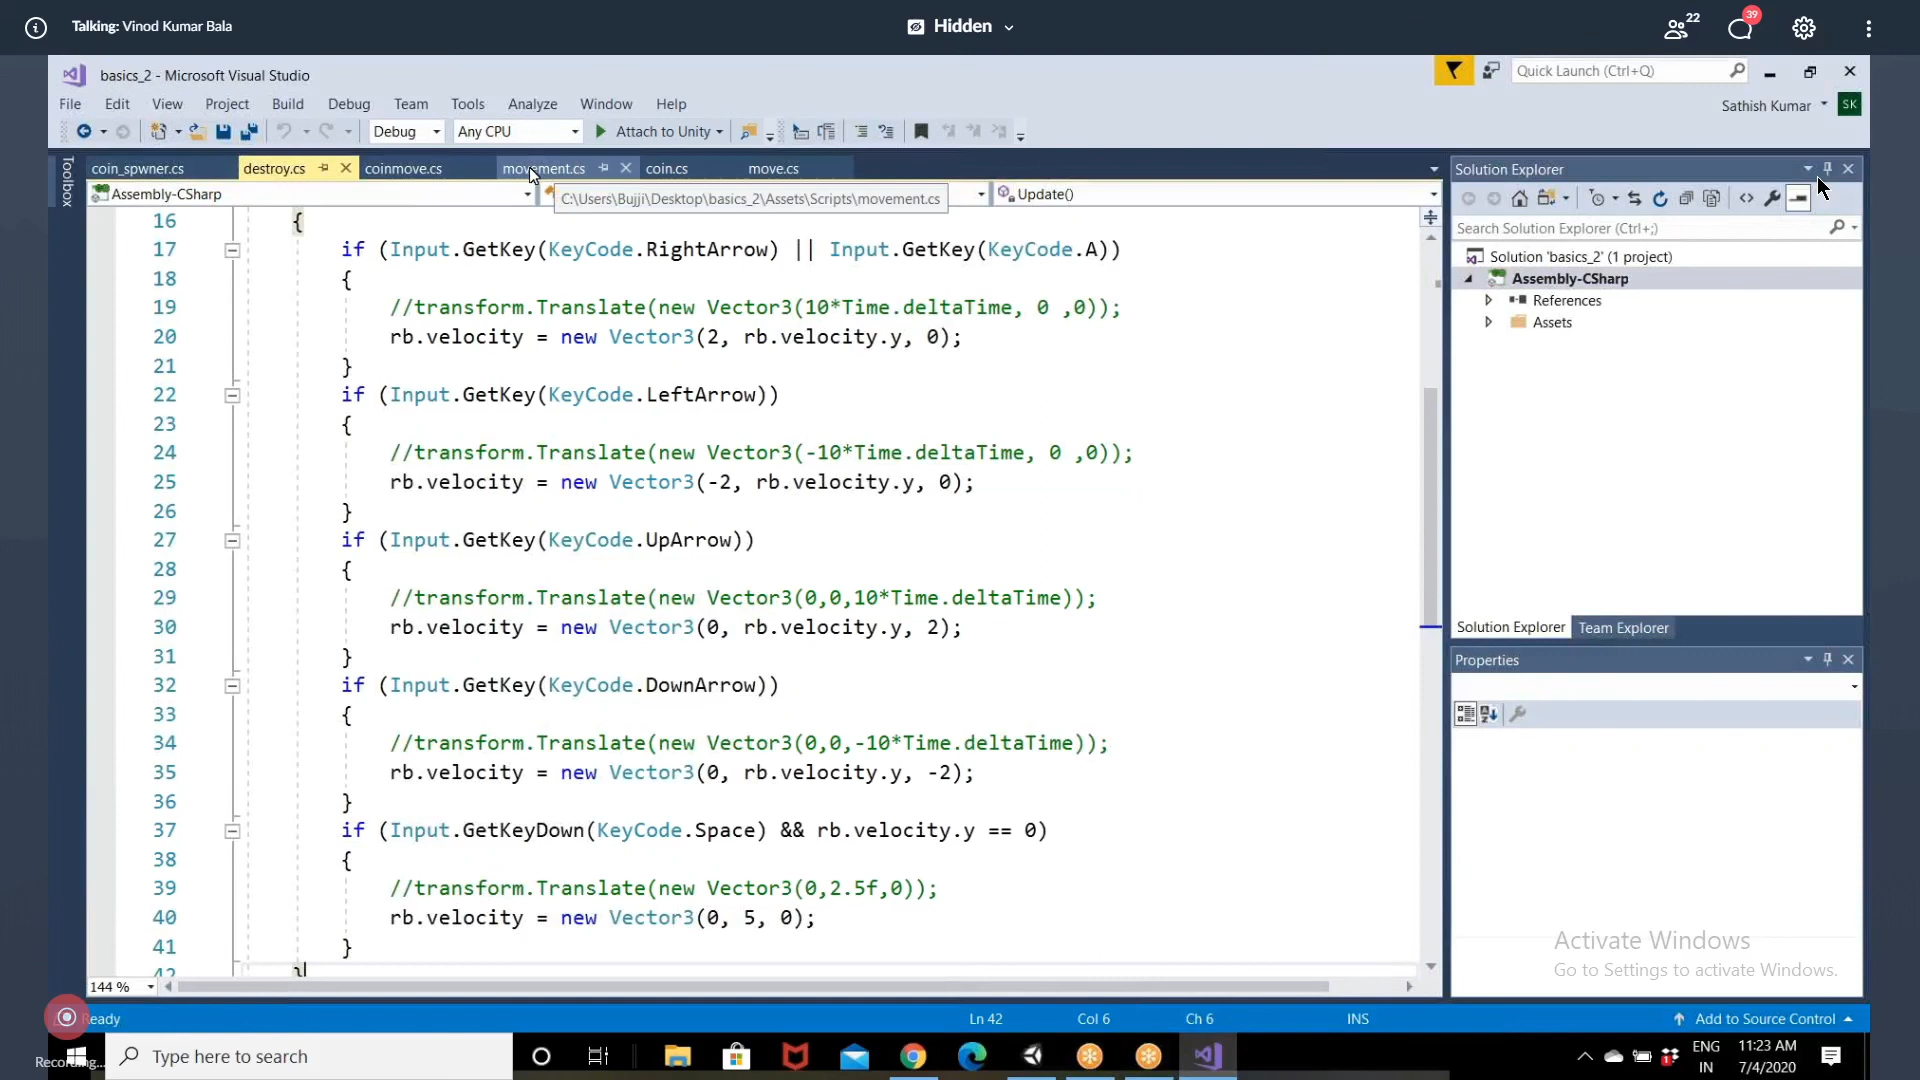 Talking: Vinod Kumar Bala
Hidden
22
39
basics_2 - Microsoft Visual Studio
Quick Launch (Ctrl+Q)
File Edit View Project Build Debug Team Tools Analyze Window Help
Sathish Kumar SK
Debug Any CPU Attach to Unity
Toolbox
coin_spwner.cs destroy.cs coinmove.cs movement.cs coin.cs move.cs
Assembly-CSharp Update()
C:\Users\Bujji\Desktop\basics_2\Assets\Scripts\movement.cs
16 {
17 if (Input.GetKey(KeyCode.RightArrow) || Input.GetKey(KeyCode.A))
18 {
19 //transform.Translate(new Vector3(10*Time.deltaTime, 0 ,0));
20 rb.velocity = new Vector3(2, rb.velocity.y, 0);
21 }
22 if (Input.GetKey(KeyCode.LeftArrow))
23 {
24 //transform.Translate(new Vector3(-10*Time.deltaTime, 0 ,0));
25 rb.velocity = new Vector3(-2, rb.velocity.y, 0);
26 }
27 if (Input.GetKey(KeyCode.UpArrow))
28 {
29 //transform.Translate(new Vector3(0,0,10*Time.deltaTime));
30 rb.velocity = new Vector3(0, rb.velocity.y, 2);
31 }
32 if (Input.GetKey(KeyCode.DownArrow))
33 {
34 //transform.Translate(new Vector3(0,0,-10*Time.deltaTime));
35 rb.velocity = new Vector3(0, rb.velocity.y, -2);
36 }
37 if (Input.GetKeyDown(KeyCode.Space) && rb.velocity.y == 0)
38 {
39 //transform.Translate(new Vector3(0,2.5f,0));
40 rb.velocity = new Vector3(0, 5, 0);
41 }
42 }
144 %
Solution Explorer
Search Solution Explorer (Ctrl+;)
Solution 'basics_2' (1 project)
Assembly-CSharp
References
Assets
Solution Explorer Team Explorer
Properties
Activate Windows
Go to Settings to activate Windows.
Ready Ln 42 Col 6 Ch 6 INS Add to Source Control
Recording...
Type here to search
ENG
IN
11:23 AM
7/4/2020